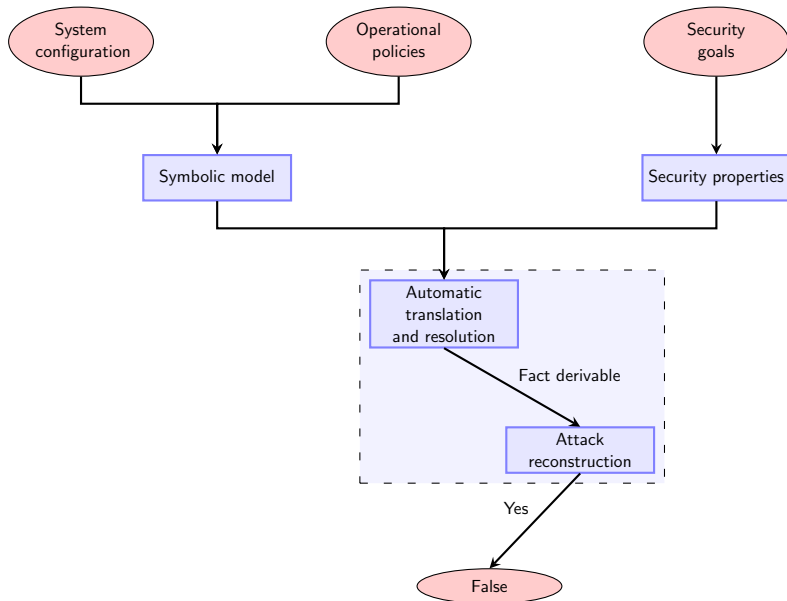 System
configuration
Operational
policies
Security
goals
Symbolic model
Security properties
Automatic
translation
and resolution
Fact derivable
Attack
reconstruction
Yes
False